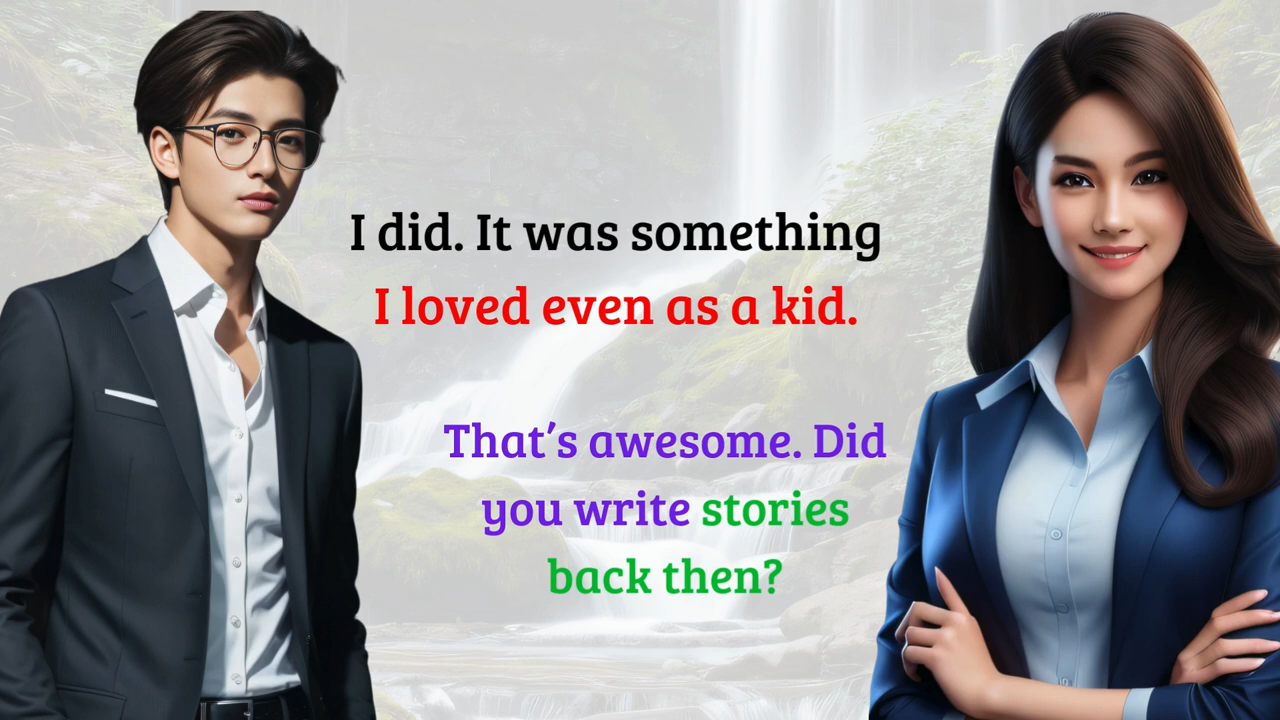 I did. It was something
I loved even as a kid.
That's awesome. Did
you write stories
back then?